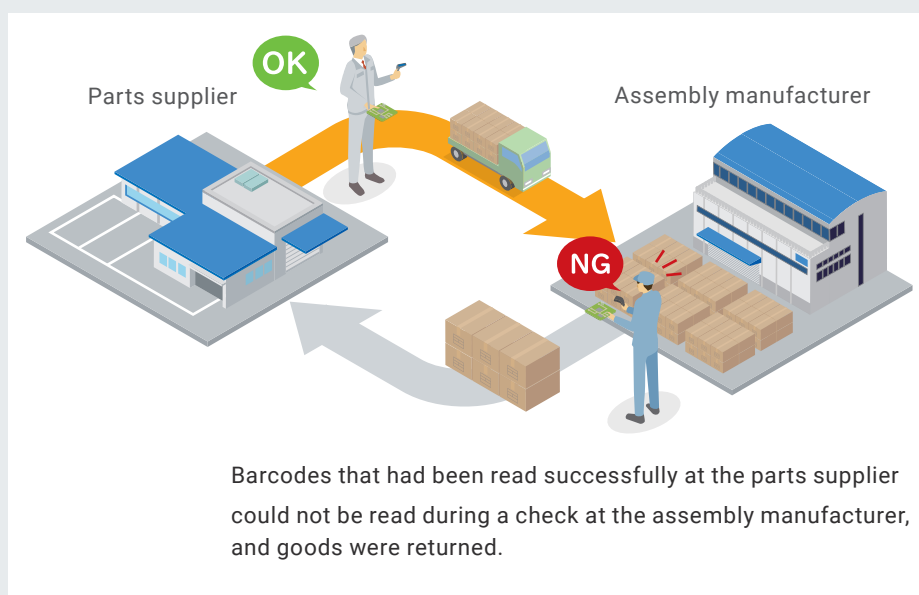 OK
Parts supplier
Assembly manufacturer
NG
Barcodes that had been read successfully at the parts supplier
could not be read during a check at the assembly manufacturer,
and goods were returned.